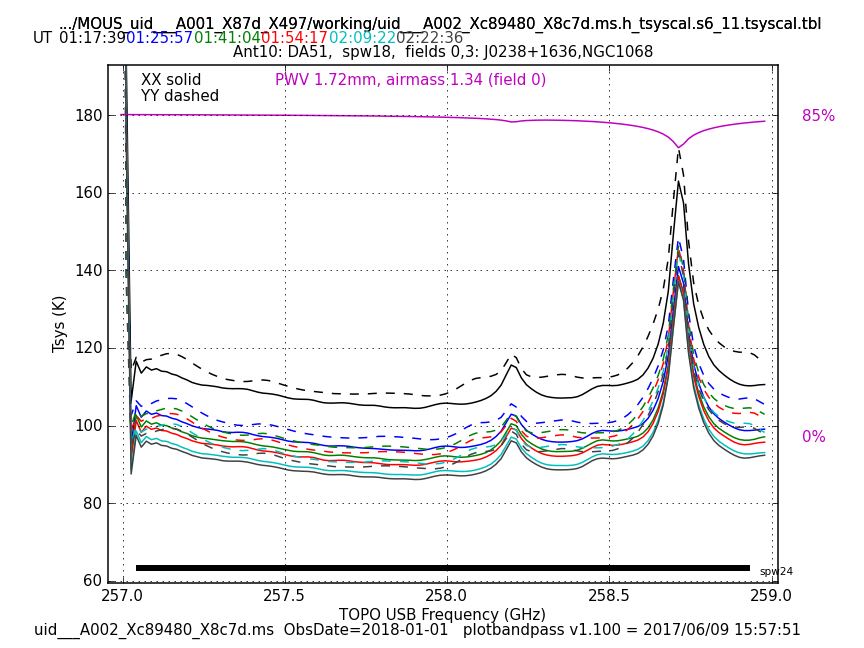 .../MOUS_uid___A001_X87d_X497/working/uid___A002_Xc89480_X8c7d.ms.h_tsyscal.s6_11.tsyscal.tbl
UT 01:17:39 01:25:57 01:41:04 01:54:17 02:09:22 02:22:36
Ant10: DA51,  spw18,  fields 0,3: J0238+1636,NGC1068
XX solid
YY dashed
PWV 1.72mm, airmass 1.34 (field 0)
85%
0%
180
160
140
120
100
80
60
Tsys (K)
spw24
257.0 257.5 258.0 258.5 259.0
TOPO USB Frequency (GHz)
uid___A002_Xc89480_X8c7d.ms  ObsDate=2018-01-01   plotbandpass v1.100 = 2017/06/09 15:57:51